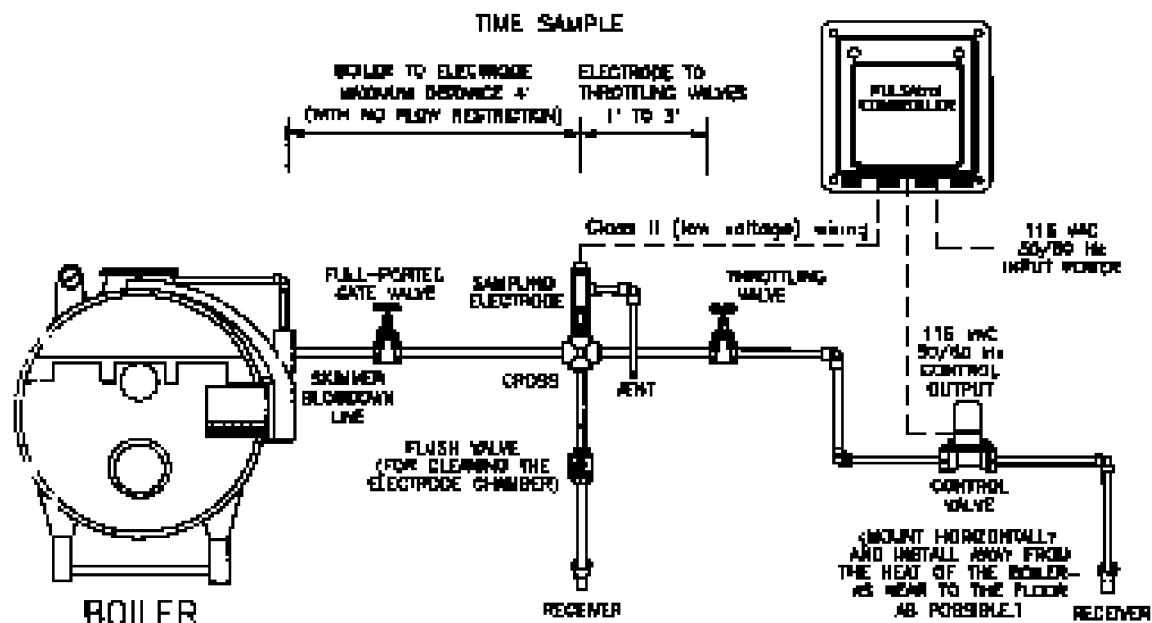 TIME SAMPLE
BOILER TO ELECTRODE
MAXIMUM DISTANCE 4'
(WITH NO FLOW RESTRICTION)
ELECTRODE TO
THROTTLING VALVES
1' TO 3'
PULSAtrol
CONTROLLER
Class II (low voltage) wiring
115 VAC
50/60 Hz
INPUT POWER
FULL-PORTED
GATE VALVE
SAMPLING
ELECTRODE
THROTTLING
VALVE
115 VAC
50/60 Hz
CONTROL
OUTPUT
SKIMMER
BLOWDOWN
LINE
CROSS
VENT
FLUSH VALVE
(FOR CLEANING THE
ELECTRODE CHAMBER)
CONTROL
VALVE
(MOUNT HORIZONTALLY
AND INSTALL AWAY FROM
THE HEAT OF THE BOILER-
AS NEAR TO THE FLOOR
AS POSSIBLE.)
BOILER
RECEIVER
RECEIVER